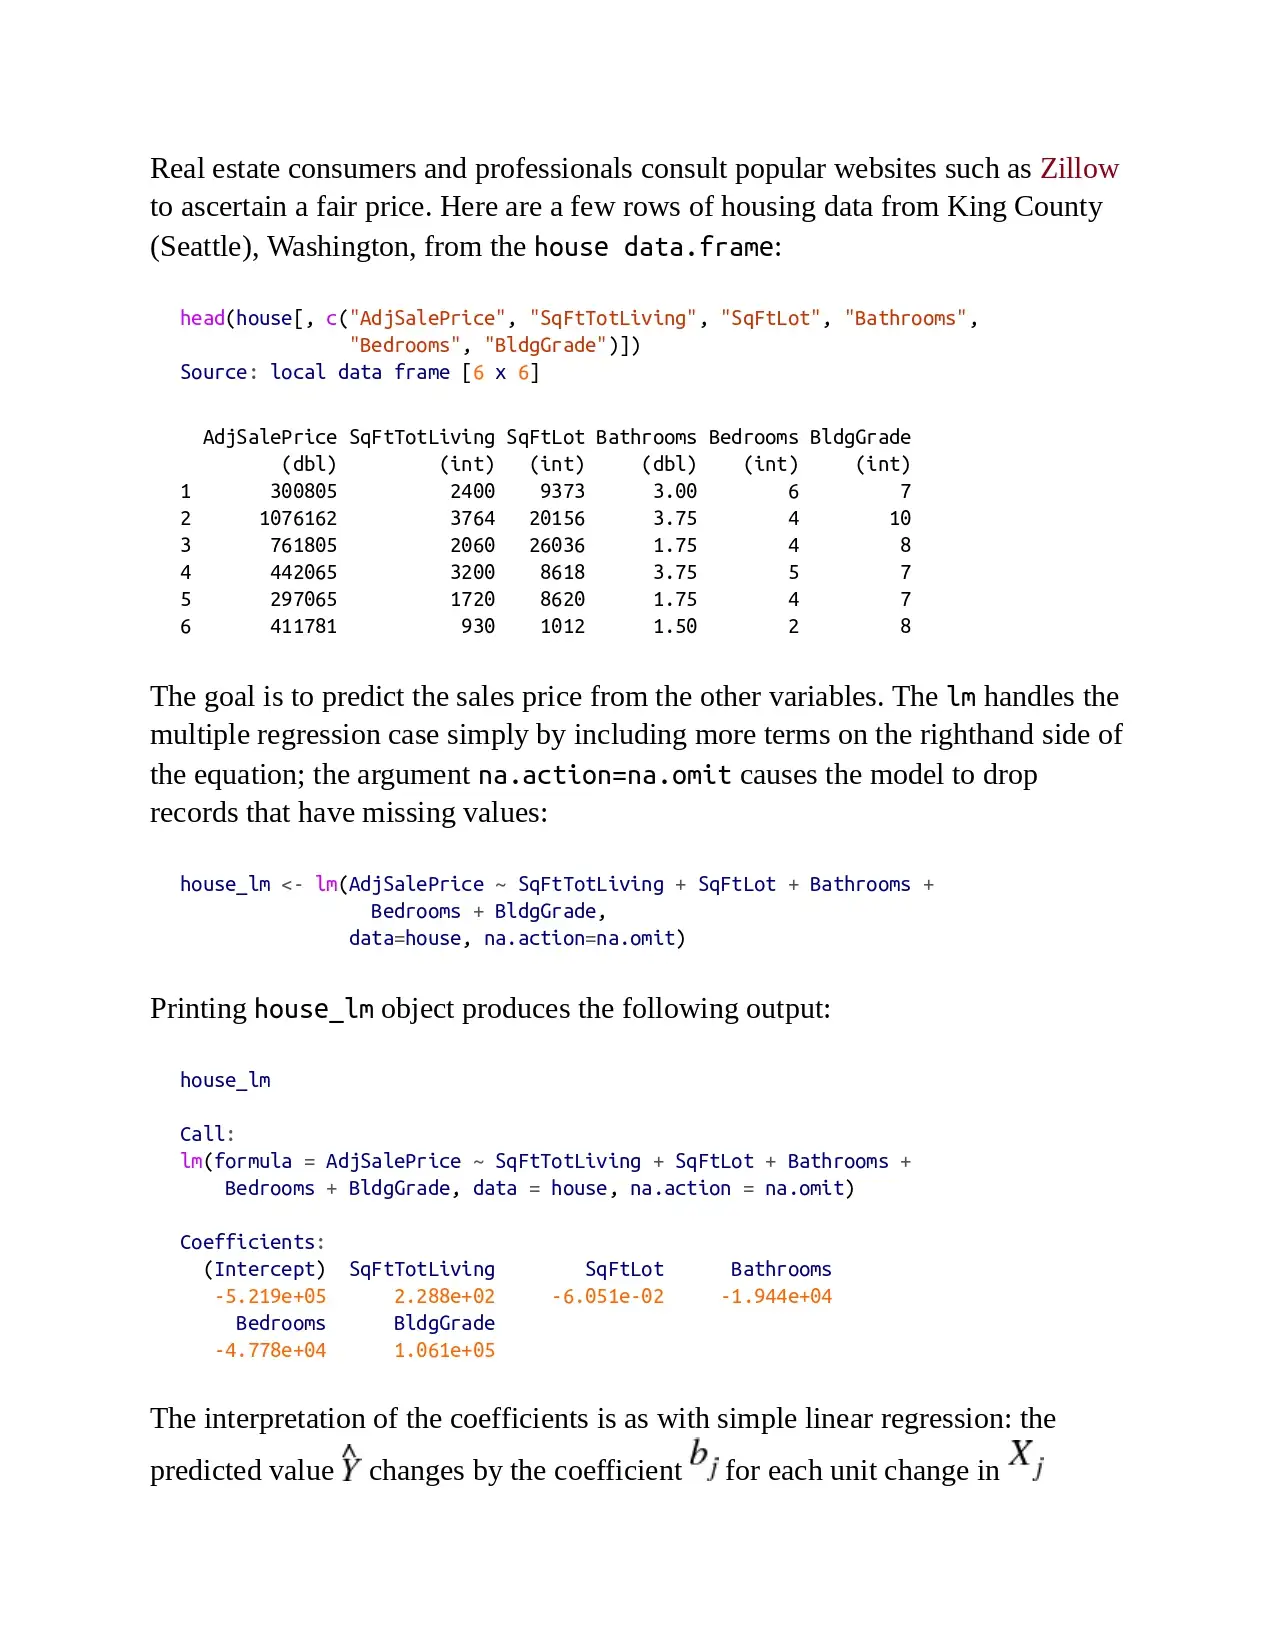 Real estate consumers and professionals consult popular websites such as Zillow
to ascertain a fair price. Here are a few rows of housing data from King County
(Seattle), Washington, from the house data.frame:
head(house[, c("AdjSalePrice", "SqFtTotLiving", "SqFtLot", "Bathrooms",
"Bedrooms", "BldgGrade")])
Source: local data frame [6 x 6]
AdjSalePrice SqFtTotLiving SqFtLot Bathrooms Bedrooms BldgGrade
(dbl) (int) (int) (dbl) (int) (int)
1 300805 2400 9373 3.00 6 7
2 1076162 3764 20156 3.75 4 10
3 761805 2060 26036 1.75 4 8
4 442065 3200 8618 3.75 5 7
5 297065 1720 8620 1.75 4 7
6 411781 930 1012 1.50 2 8
The goal is to predict the sales price from the other variables. The lm handles the
multiple regression case simply by including more terms on the righthand side of
the equation; the argument na.action=na.omit causes the model to drop
records that have missing values:
house_lm <- lm(AdjSalePrice ~ SqFtTotLiving + SqFtLot + Bathrooms +
Bedrooms + BldgGrade,
data=house, na.action=na.omit)
Printing house_lm object produces the following output:
house_lm
Call:
lm(formula = AdjSalePrice ~ SqFtTotLiving + SqFtLot + Bathrooms +
Bedrooms + BldgGrade, data = house, na.action = na.omit)
Coefficients:
(Intercept) SqFtTotLiving SqFtLot Bathrooms
-5.219e+05 2.288e+02 -6.051e-02 -1.944e+04
Bedrooms BldgGrade
-4.778e+04 1.061e+05
The interpretation of the coefficients is as with simple linear regression: the
predicted value Ŷ changes by the coefficient b_j for each unit change in X_j